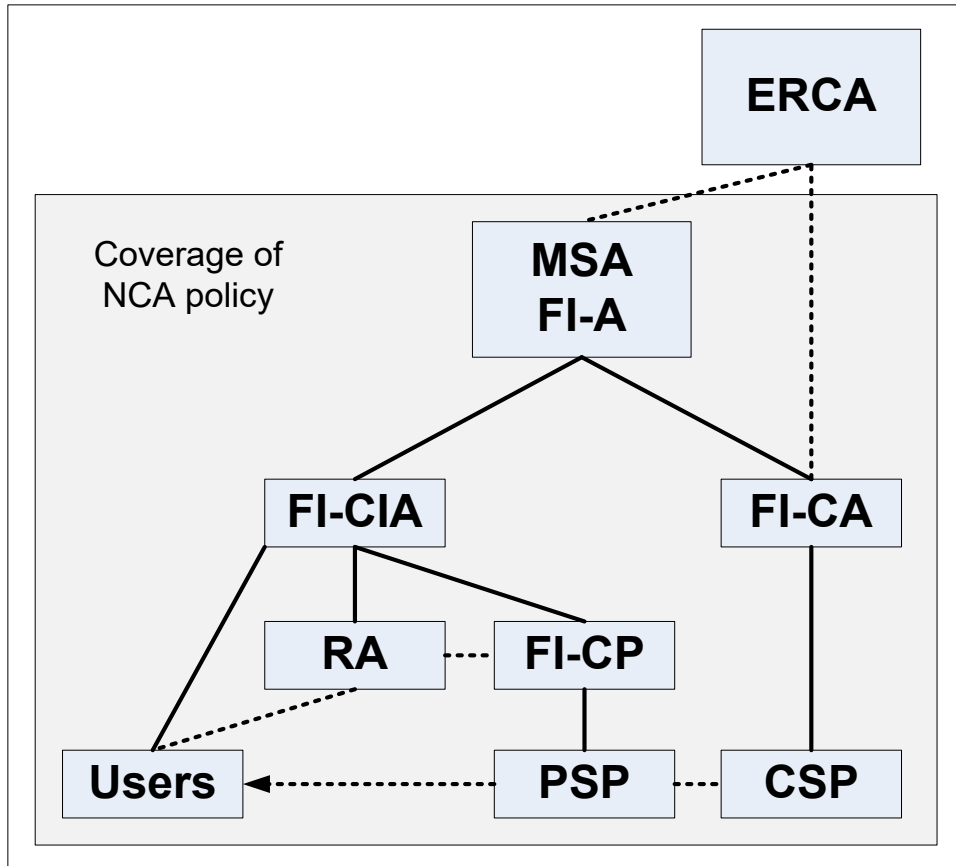 ERCA
Coverage of
NCA policy
MSA
FI-A
FI-CIA
FI-CA
RA
FI-CP
Users
PSP
CSP